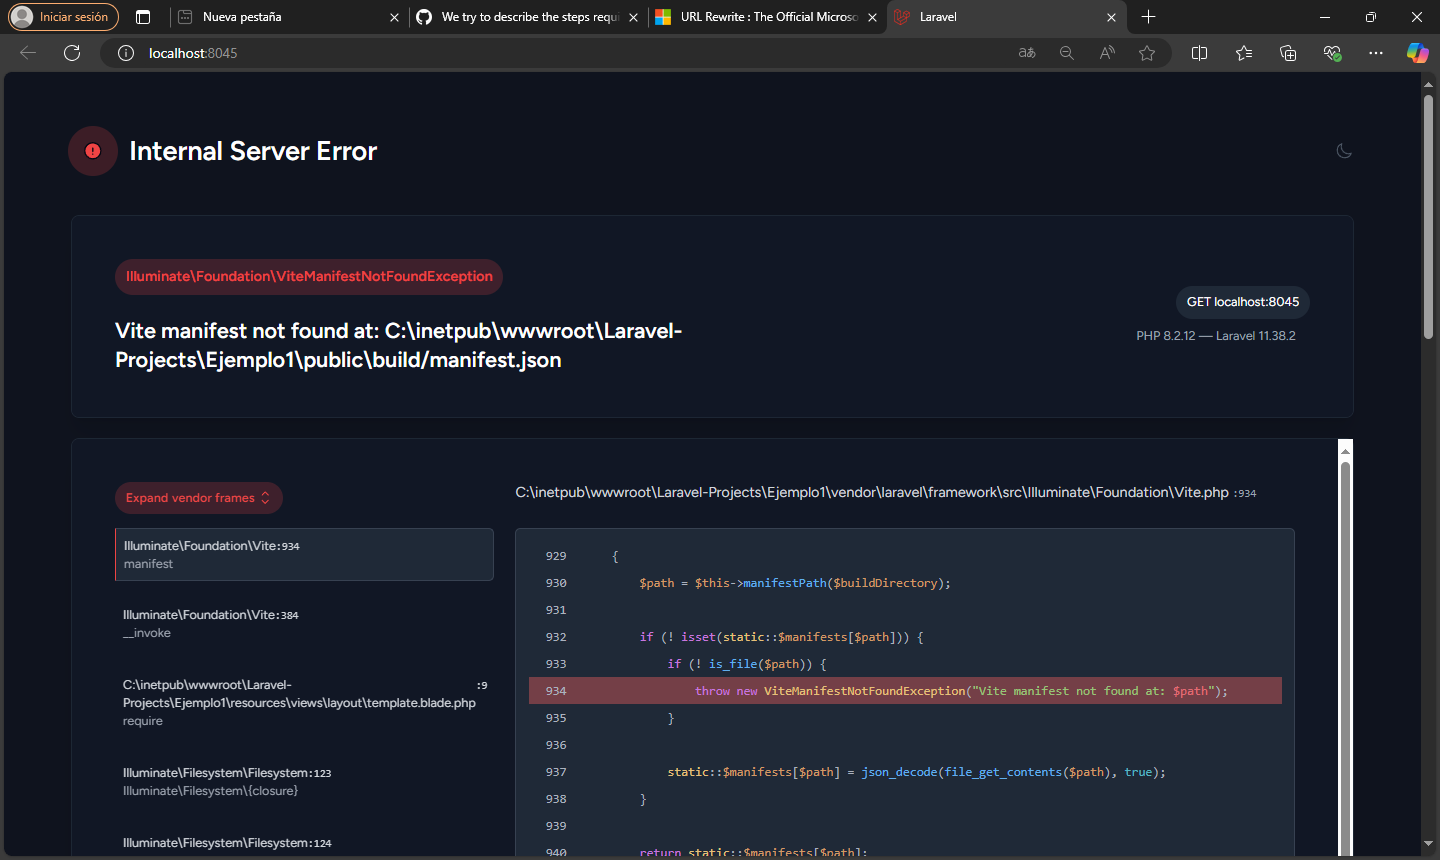 Iniciar sesión
Nueva pestaña
We try to describe the steps requi
URL Rewrite : The Official Microso
Laravel
localhost:8045
Internal Server Error
Illuminate\Foundation\ViteManifestNotFoundException
Vite manifest not found at: C:\inetpub\wwwroot\Laravel-
Projects\Ejemplo1\public\build/manifest.json
GET localhost:8045
PHP 8.2.12 — Laravel 11.38.2
Expand vendor frames
Illuminate\Foundation\Vite:934
manifest
Illuminate\Foundation\Vite:384
__invoke
C:\inetpub\wwwroot\Laravel- :9
Projects\Ejemplo1\resources\views\layout\template.blade.php
require
Illuminate\Filesystem\Filesystem:123
Illuminate\Filesystem\{closure}
Illuminate\Filesystem\Filesystem:124
C:\inetpub\wwwroot\Laravel-Projects\Ejemplo1\vendor\laravel\framework\src\Illuminate\Foundation\Vite.php :934
929 {
930 $path = $this->manifestPath($buildDirectory);
931
932 if (! isset(static::$manifests[$path])) {
933 if (! is_file($path)) {
934 throw new ViteManifestNotFoundException("Vite manifest not found at: $path");
935 }
936
937 static::$manifests[$path] = json_decode(file_get_contents($path), true);
938 }
939
940 return static::$manifests[$path];